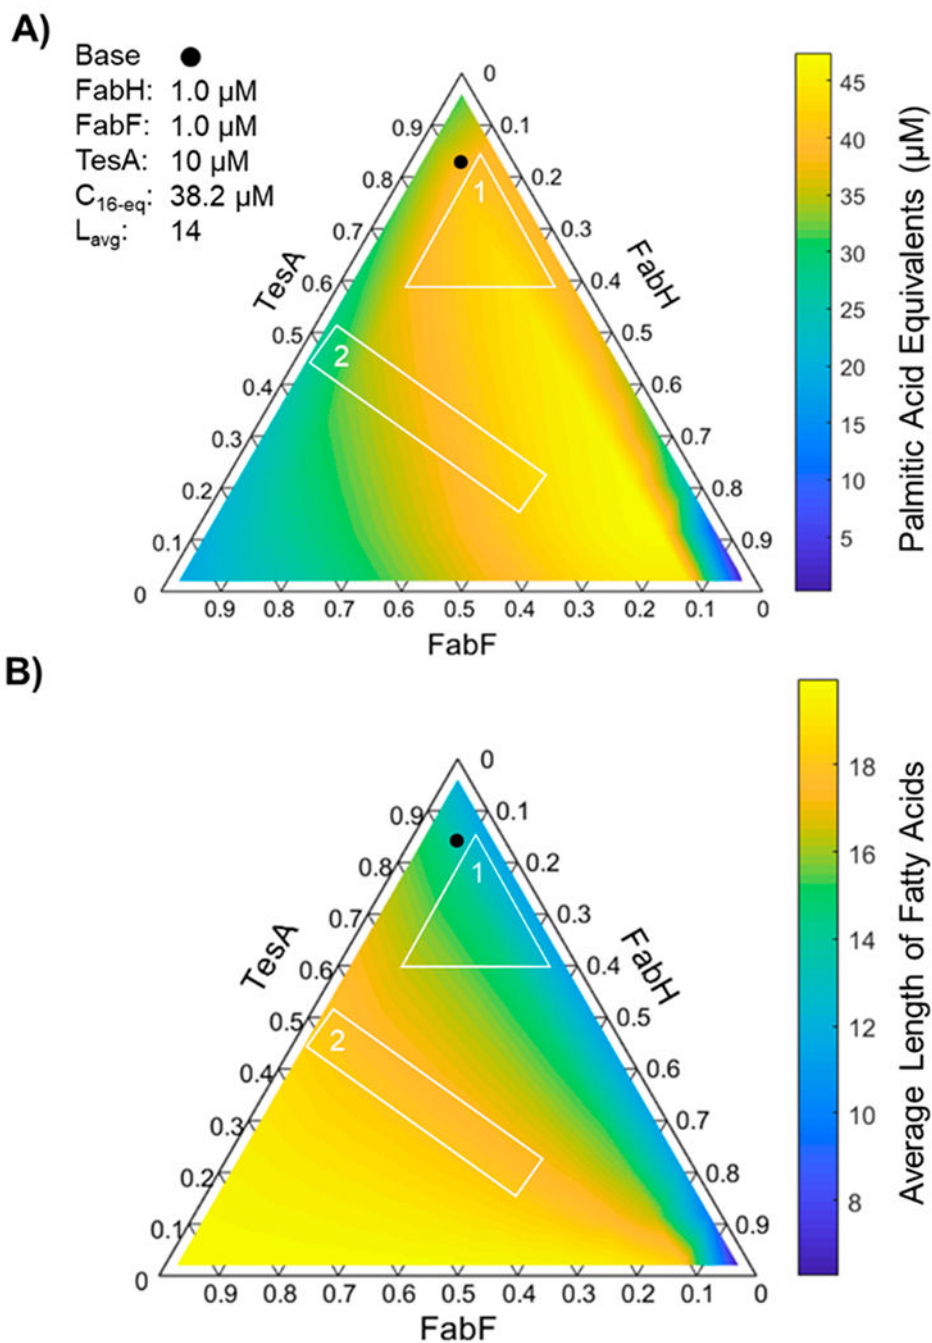 A)
Base
FabH: 1.0 µM
FabF: 1.0 µM
TesA: 10 µM
C16-eq: 38.2 µM
Lavg: 14
0
0.9 0.1
0.8 0.2
1
0.7 0.3
TesA
FabH
0.6 0.4
0.5 0.5
2
0.4 0.6
0.3 0.7
0.2 0.8
0.1 0.9
0
0.9 0.8 0.7 0.6 0.5 0.4 0.3 0.2 0.1 0
FabF
45
40
35
30
25
20
15
10
5
Palmitic Acid Equivalents (µM)
B)
0
0.9 0.1
0.8 0.2
1
0.7 0.3
TesA
FabH
0.6 0.4
0.5 0.5
2
0.4 0.6
0.3 0.7
0.2 0.8
0.1 0.9
0
0.9 0.8 0.7 0.6 0.5 0.4 0.3 0.2 0.1 0
FabF
18
16
14
12
10
8
Average Length of Fatty Acids